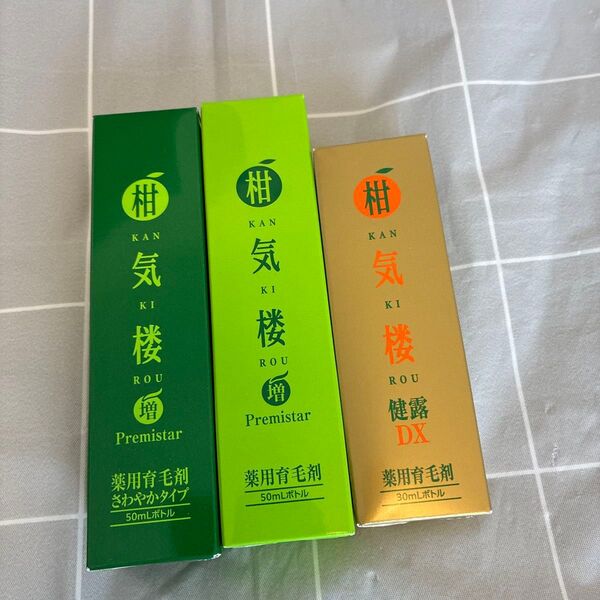 柑
KAN
気
KI
楼
ROU
増
Premistar
薬用育毛剤
さわやかタイプ
50mLボトル
柑
KAN
気
KI
楼
ROU
増
Premistar
薬用育毛剤
50mLボトル
柑
KAN
気
KI
楼
ROU
健露
DX
薬用育毛剤
30mLボトル